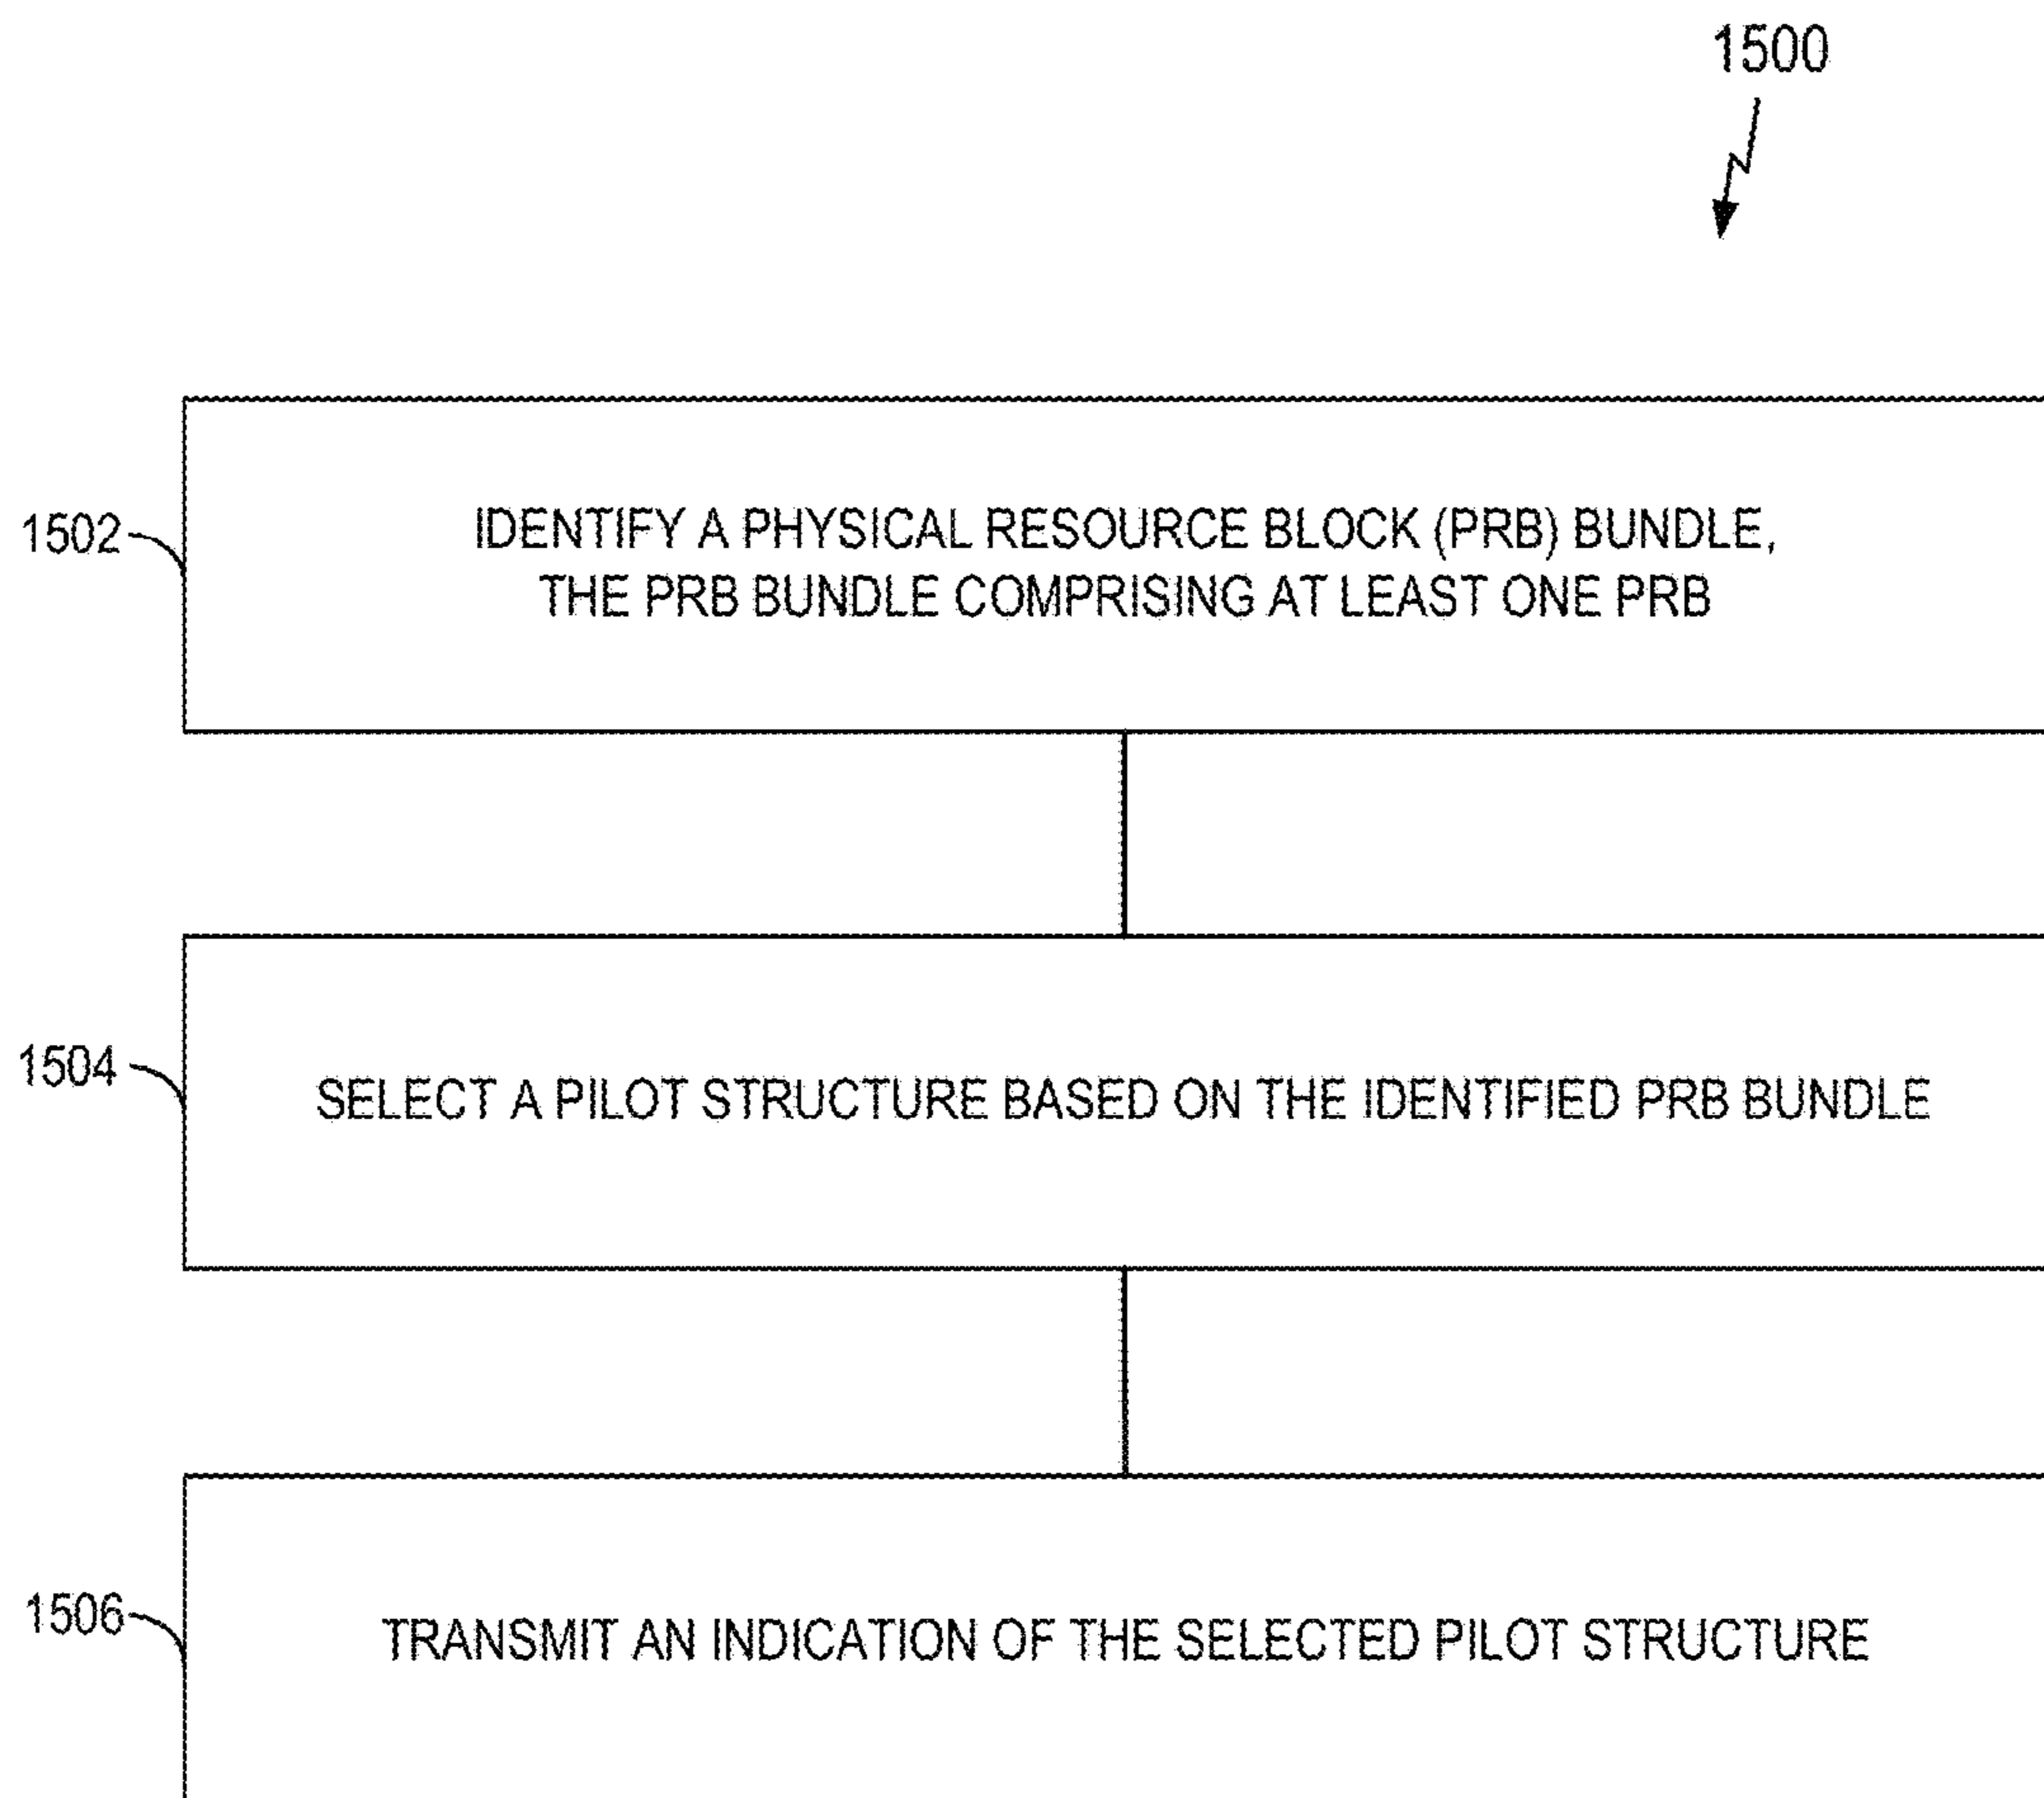 1500
1502
IDENTIFY A PHYSICAL RESOURCE BLOCK (PRB) BUNDLE,
THE PRB BUNDLE COMPRISING AT LEAST ONE PRB
1504
SELECT A PILOT STRUCTURE BASED ON THE IDENTIFIED PRB BUNDLE
1506
TRANSMIT AN INDICATION OF THE SELECTED PILOT STRUCTURE